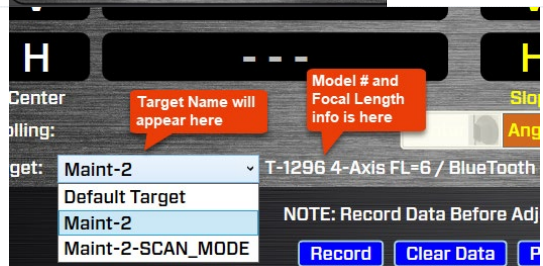 H
---
H
Center
Target Name will
appear here
Model # and
Focal Length
info is here
Slop
olling:
Ang
get:
Maint-2
T-1296 4-Axis FL=6 / BlueTooth
Default Target
Maint-2
Maint-2-SCAN_MODE
NOTE: Record Data Before Adj
Record
Clear Data
P